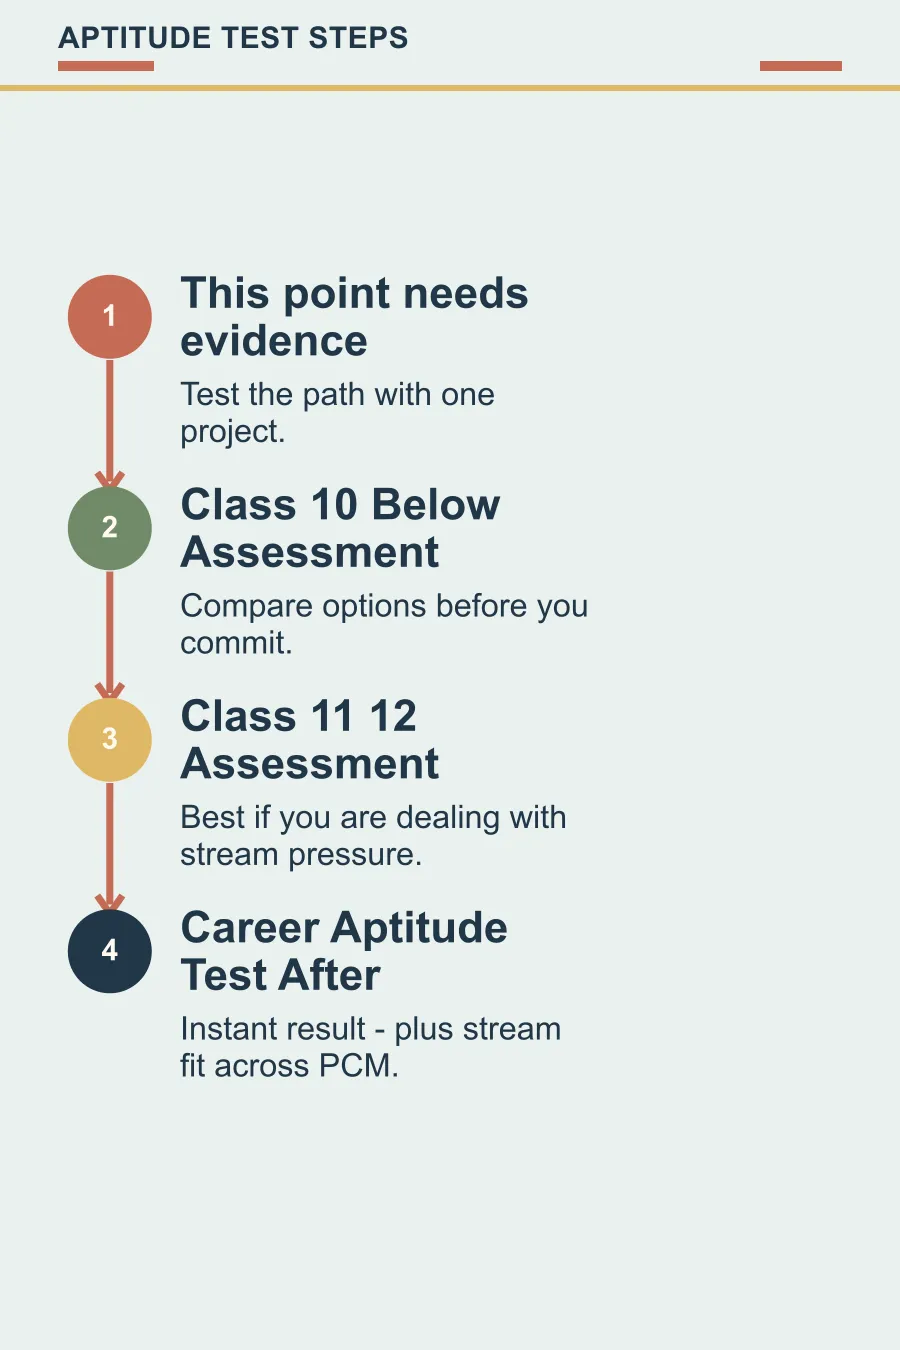 APTITUDE TEST STEPS
1
This point needs
evidence
Test the path with one
project.
2
Class 10 Below
Assessment
Compare options before you
commit.
3
Class 11 12
Assessment
Best if you are dealing with
stream pressure.
4
Career Aptitude
Test After
Instant result - plus stream
fit across PCM.